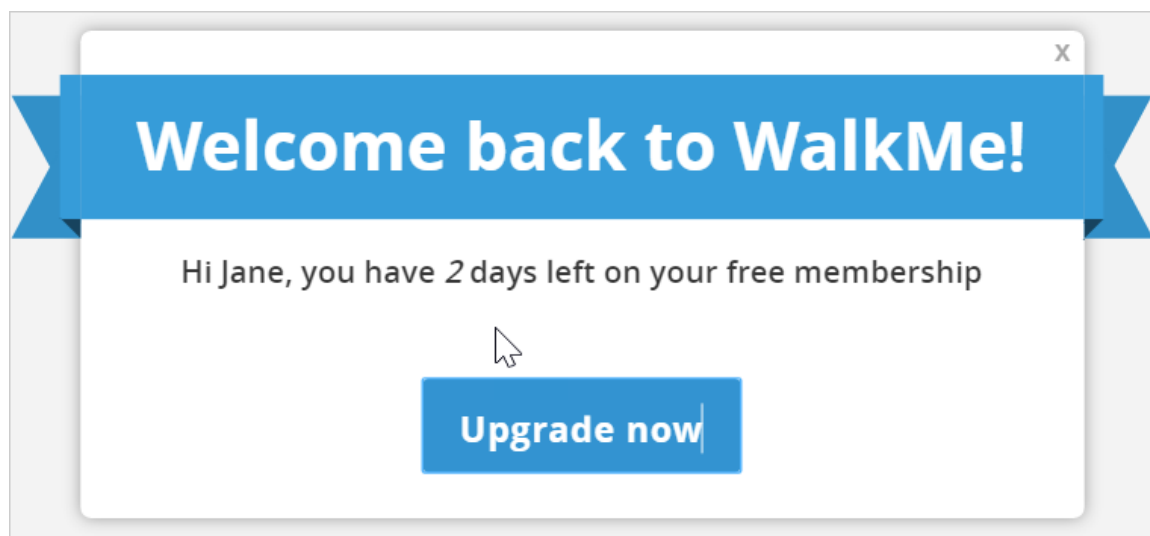 X
Welcome back to WalkMe!
Hi Jane, you have 2 days left on your free membership
Upgrade now